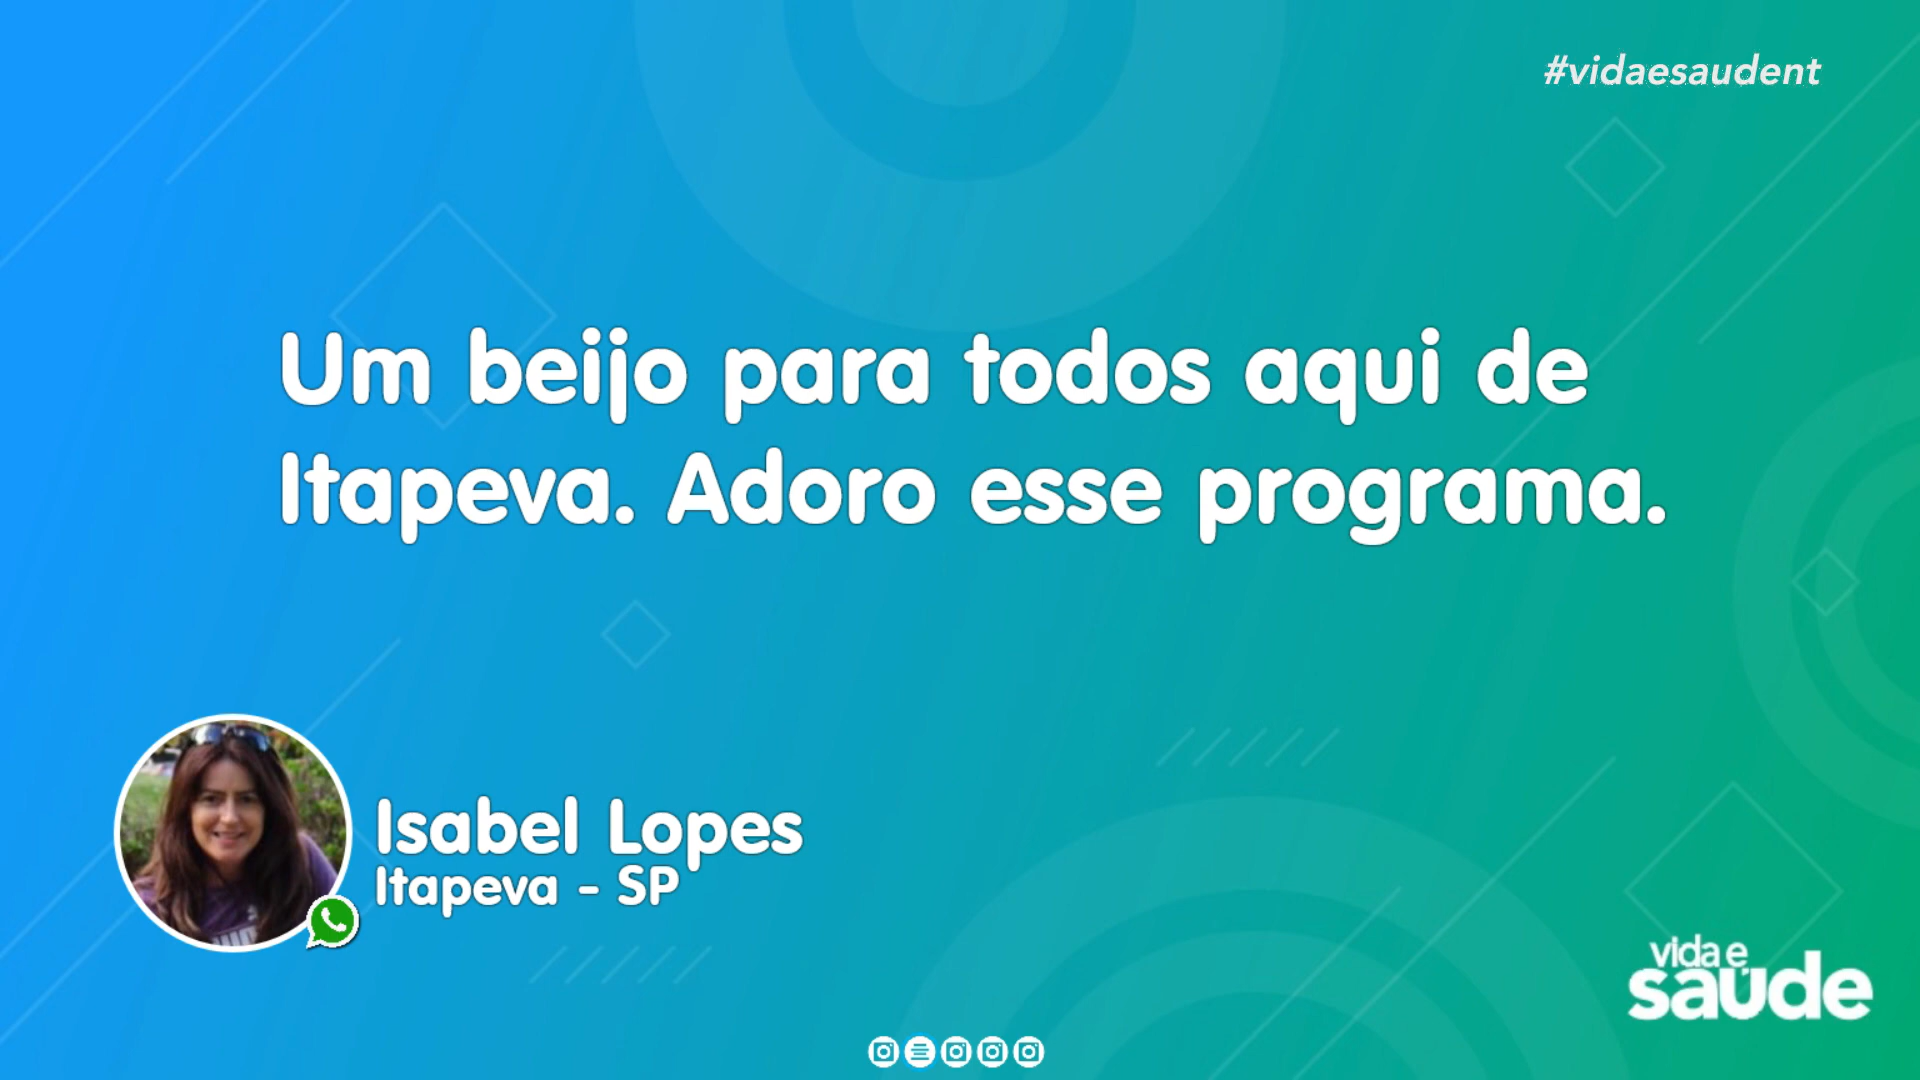 #vidaesaudent
Um beijo para todos aqui de
Itapeva. Adoro esse programa.
Isabel Lopes
Itapeva - SP
vida e
saúde